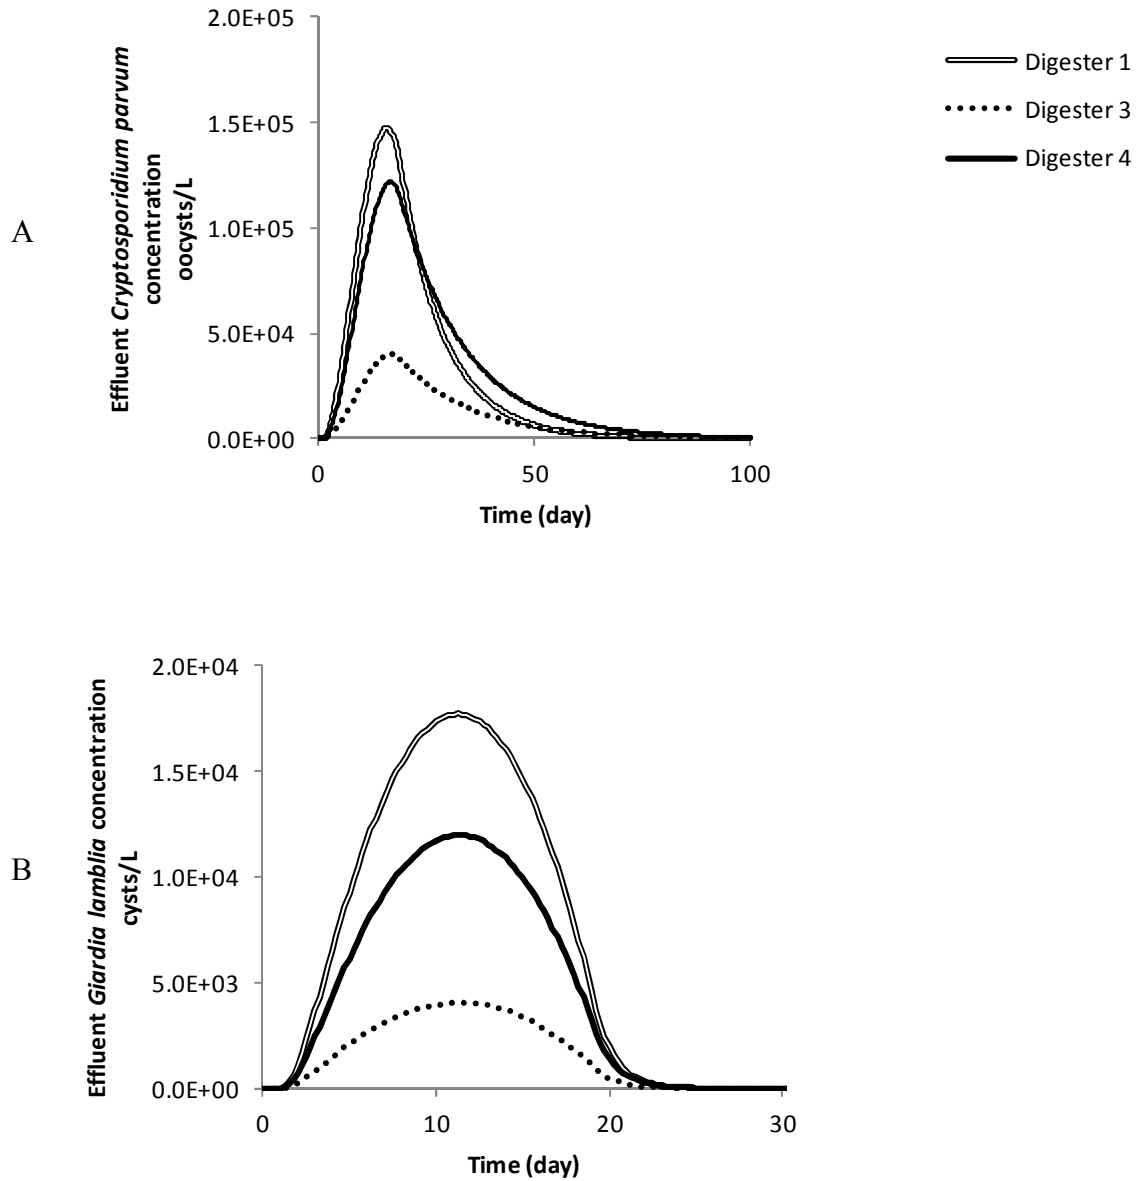 A
Effluent Cryptosporidium parvum
concentration
oocysts/L
2.0E+05
1.5E+05
1.0E+05
5.0E+04
0.0E+00
0
50
100
Time (day)
Digester 1
Digester 3
Digester 4
B
Effluent Giardia lamblia concentration
cysts/L
2.0E+04
1.5E+04
1.0E+04
5.0E+03
0.0E+00
0
10
20
30
Time (day)